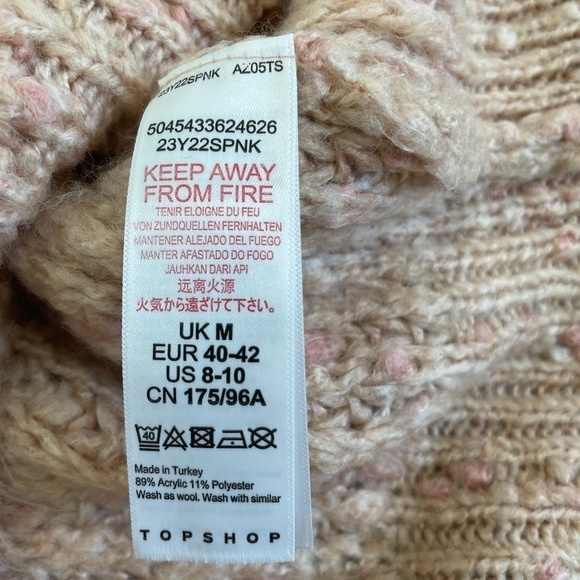 23Y22SPNK AZ05TS
5045433624626
23Y22SPNK
KEEP AWAY
FROM FIRE
TENIR ELOIGNE DU FEU
VON ZUNDQUELLEN FERNHALTEN
MANTENER ALEJADO DEL FUEGO
MANTER AFASTADO DO FOGO
JAUHKAN DARI API
远离火源
火気から遠ざけて下さい。
UK M
EUR 40-42
US 8-10
CN 175/96A
40
Made in Turkey
89% Acrylic 11% Polyester
Wash as wool. Wash with similar
TOPSHOP